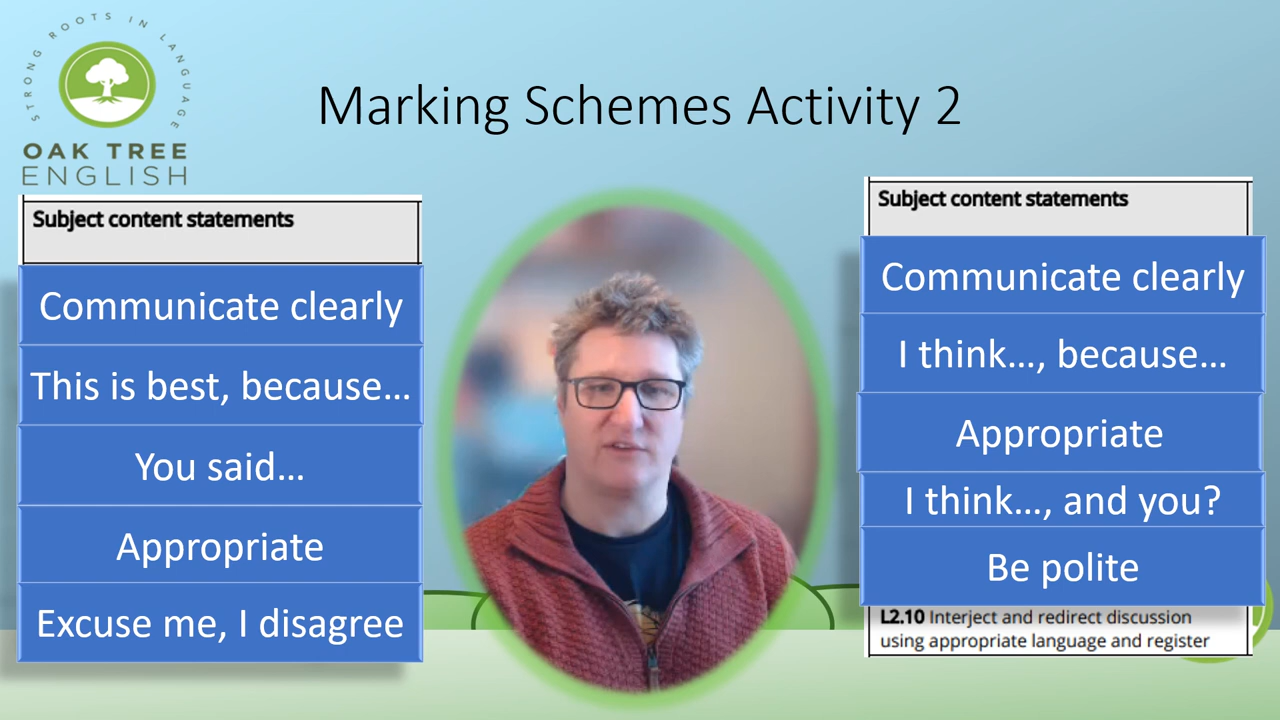 STRONG ROOTS IN LANGUAGE
OAK TREE
ENGLISH
Marking Schemes Activity 2
Subject content statements
Communicate clearly
This is best, because…
You said…
Appropriate
Excuse me, I disagree
Subject content statements
Communicate clearly
I think…, because…
Appropriate
I think…, and you?
Be polite
L2.10 Interject and redirect discussion
using appropriate language and register